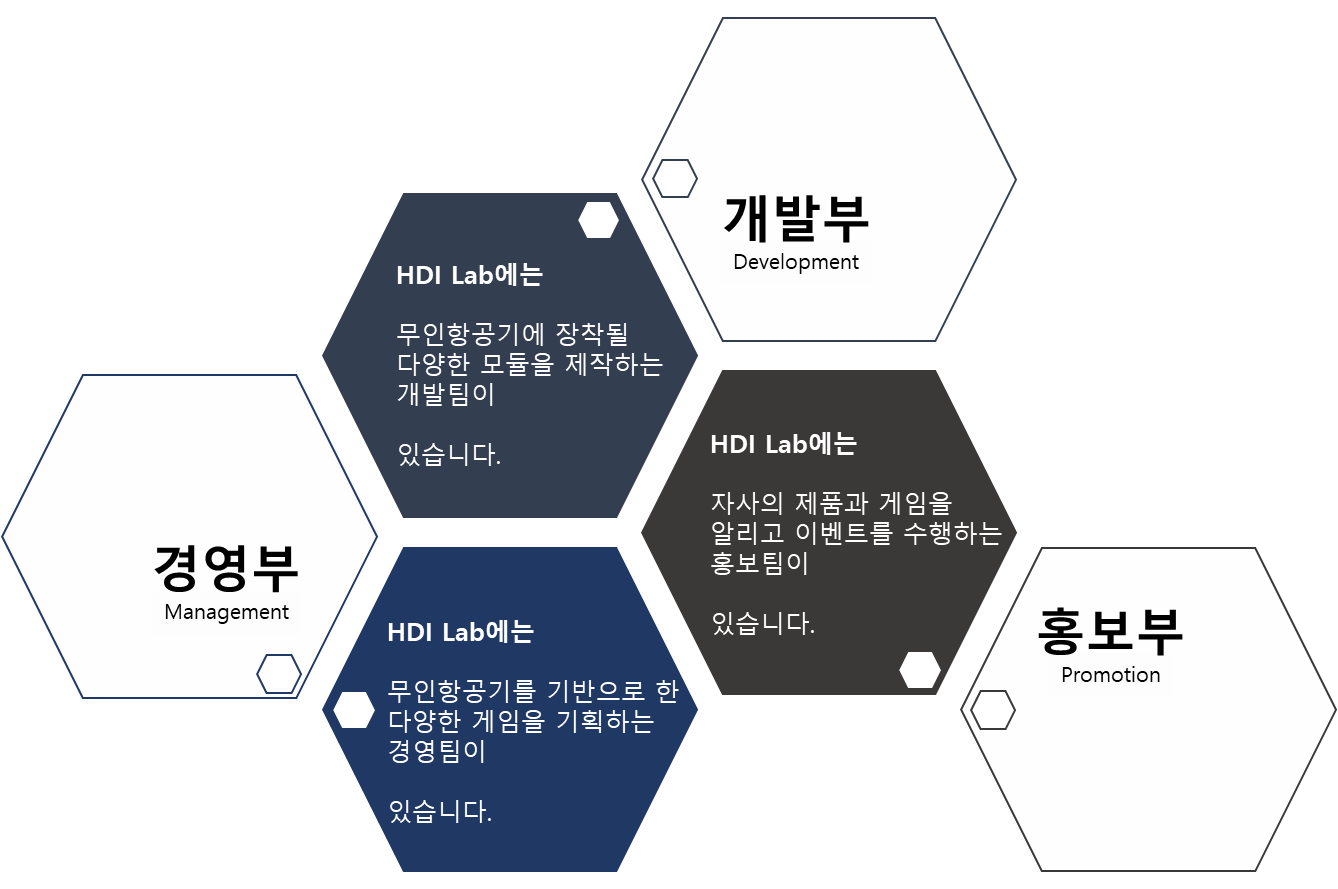 개발부
Development
HDI Lab에는
무인항공기에 장착될
다양한 모듈을 제작하는
개발팀이
있습니다.
경영부
Management
HDI Lab에는
무인항공기를 기반으로 한
다양한 게임을 기획하는
경영팀이
있습니다.
HDI Lab에는
자사의 제품과 게임을
알리고 이벤트를 수행하는
홍보팀이
있습니다.
홍보부
Promotion